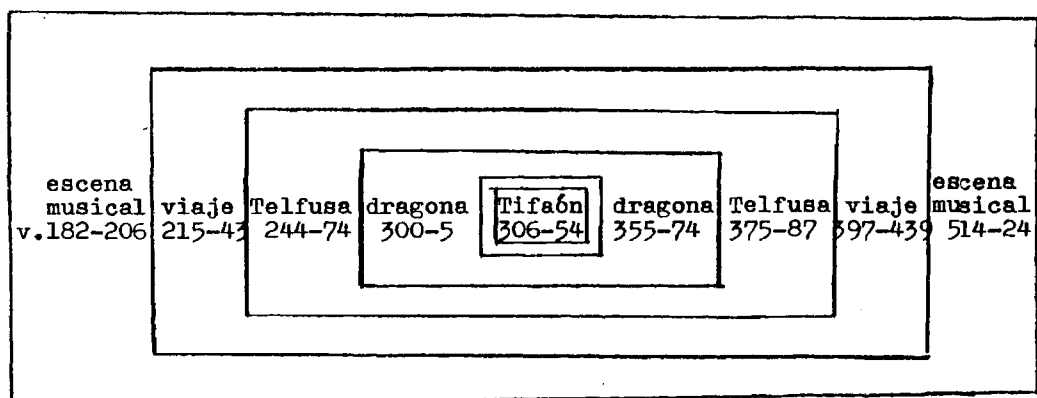 escena escena
musical viaje Telfusa dragona Tifaón dragona Telfusa viaje musical
v.182-206 215-43 244-74 300-5 306-54 355-74 375-87 397-439 514-24